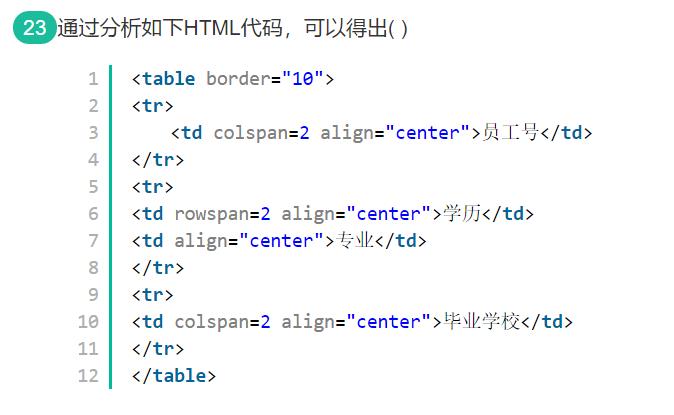 23 通过分析如下HTML代码，可以得出( )
1 <table border="10">
2 <tr>
3 <td colspan=2 align="center">员工号</td>
4 </tr>
5 <tr>
6 <td rowspan=2 align="center">学历</td>
7 <td align="center">专业</td>
8 </tr>
9 <tr>
10 <td colspan=2 align="center">毕业学校</td>
11 </tr>
12 </table>